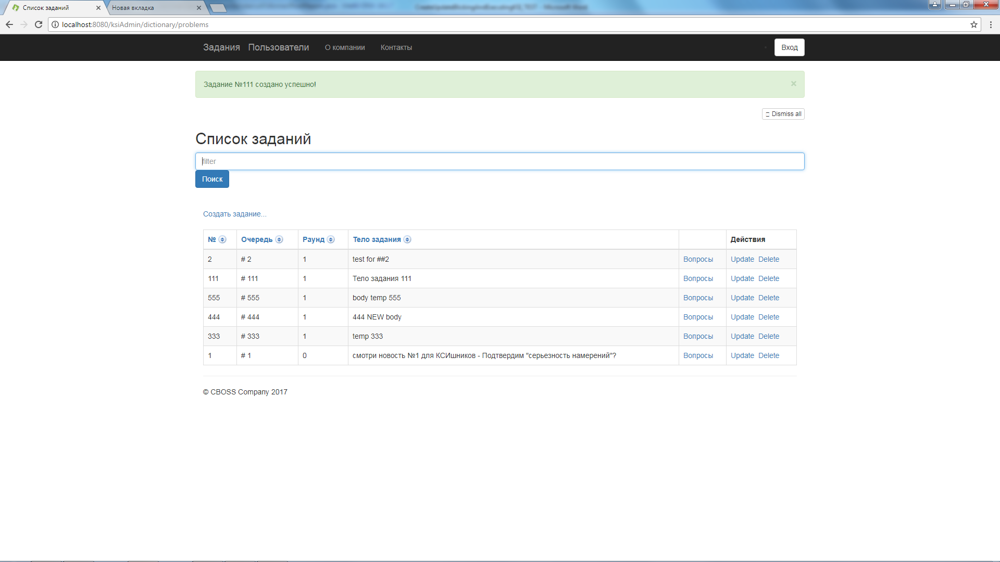 Список заданий
Новая вкладка
localhost:8080/ksiAdmin/dictionary/problems
Задания Пользователи О компании Контакты Вход
Задание №111 создано успешно! ×
Dismiss all
Список заданий
filter
Поиск
Создать задание...
№ Очередь Раунд Тело задания Действия
2 # 2 1 test for ##2 Вопросы Update Delete
111 # 111 1 Тело задания 111 Вопросы Update Delete
555 # 555 1 body temp 555 Вопросы Update Delete
444 # 444 1 444 NEW body Вопросы Update Delete
333 # 333 1 temp 333 Вопросы Update Delete
1 # 1 0 смотри новость №1 для КСИшников - Подтвердим "серьезность намерений"? Вопросы Update Delete
© CBOSS Company 2017